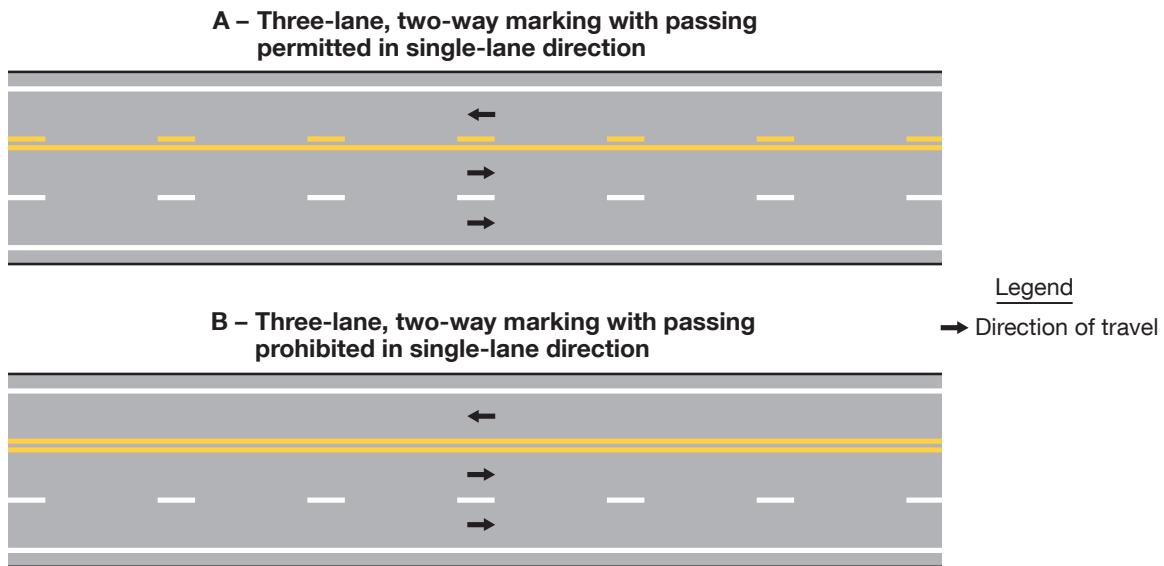 A – Three-lane, two-way marking with passing
permitted in single-lane direction
Legend
Direction of travel
B – Three-lane, two-way marking with passing
prohibited in single-lane direction